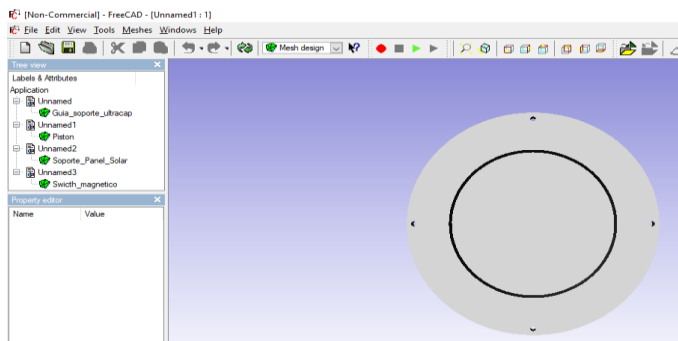 [Non-Commercial] - FreeCAD - [Unnamed1 : 1]
File Edit View Tools Meshes Windows Help
Mesh design
Tree view
Labels & Attributes
Application
Unnamed
Guia_soporte_ultracap
Unnamed1
Piston
Unnamed2
Soporte_Panel_Solar
Unnamed3
Swicth_magnetico
Property editor
Name Value